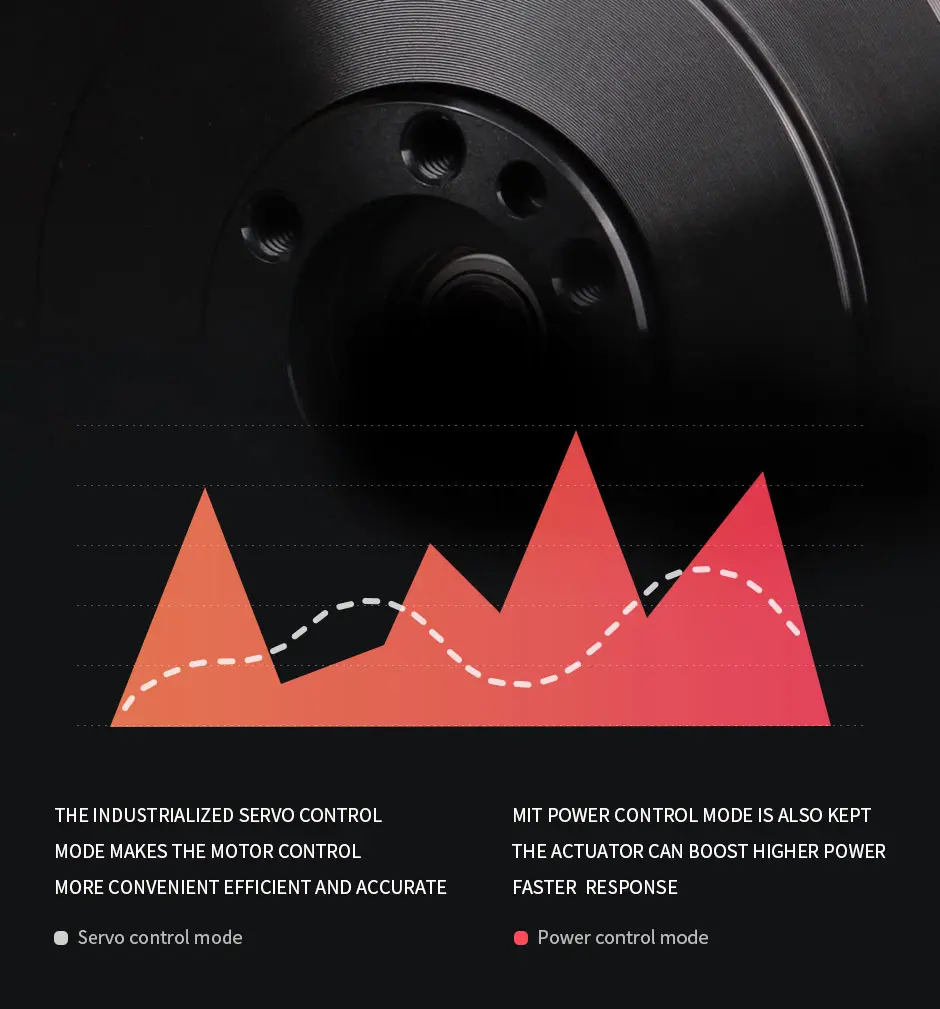 THE INDUSTRIALIZED SERVO CONTROL
MODE MAKES THE MOTOR CONTROL
MORE CONVENIENT EFFICIENT AND ACCURATE
Servo control mode
MIT POWER CONTROL MODE IS ALSO KEPT
THE ACTUATOR CAN BOOST HIGHER POWER
FASTER  RESPONSE
Power control mode